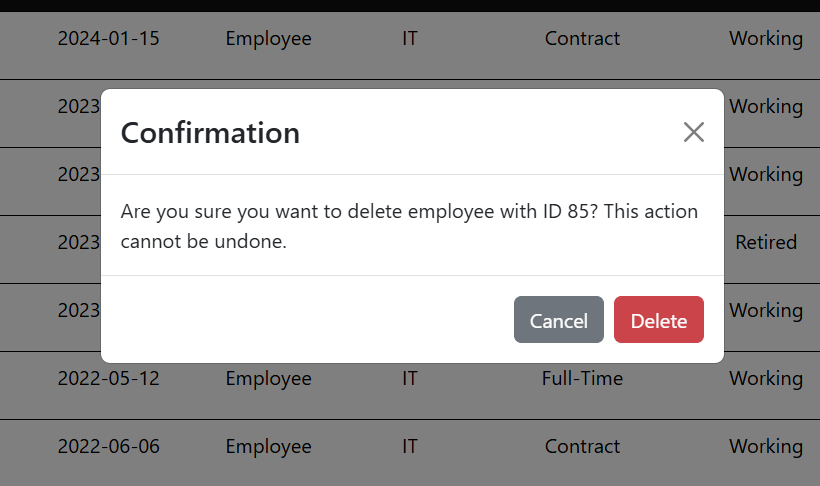 2024-01-15 Employee IT Contract Working
2023 Working
Confirmation
2023 Working
Are you sure you want to delete employee with ID 85? This action
cannot be undone.
2023 Retired
2023 Working
Cancel Delete
2022-05-12 Employee IT Full-Time Working
2022-06-06 Employee IT Contract Working